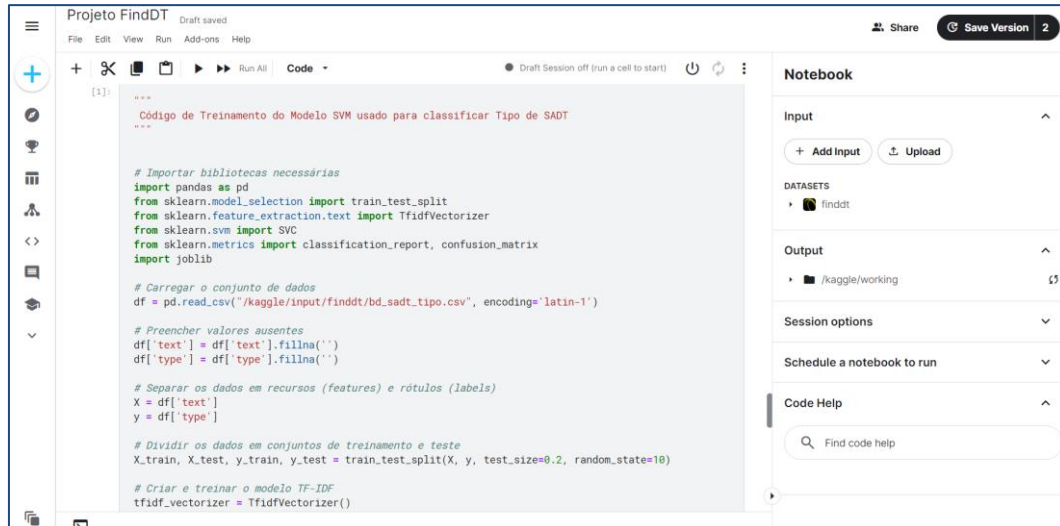 Projeto FindDT Draft saved
File Edit View Run Add-ons Help
Share
Save Version 2
Run All Code
Draft Session off (run a cell to start)
[1]:
"""
Código de Treinamento do Modelo SVM usado para classificar Tipo de SADT
"""
# Importar bibliotecas necessárias
import pandas as pd
from sklearn.model_selection import train_test_split
from sklearn.feature_extraction.text import TfidfVectorizer
from sklearn.svm import SVC
from sklearn.metrics import classification_report, confusion_matrix
import joblib
# Carregar o conjunto de dados
df = pd.read_csv("/kaggle/input/finddt/bd_sadt_tipo.csv", encoding='latin-1')
# Preencher valores ausentes
df['text'] = df['text'].fillna('')
df['type'] = df['type'].fillna('')
# Separar os dados em recursos (features) e rótulos (labels)
X = df['text']
y = df['type']
# Dividir os dados em conjuntos de treinamento e teste
X_train, X_test, y_train, y_test = train_test_split(X, y, test_size=0.2, random_state=10)
# Criar e treinar o modelo TF-IDF
tfidf_vectorizer = TfidfVectorizer()
Notebook
Input
+ Add Input Upload
DATASETS
finddt
Output
/kaggle/working
Session options
Schedule a notebook to run
Code Help
Find code help